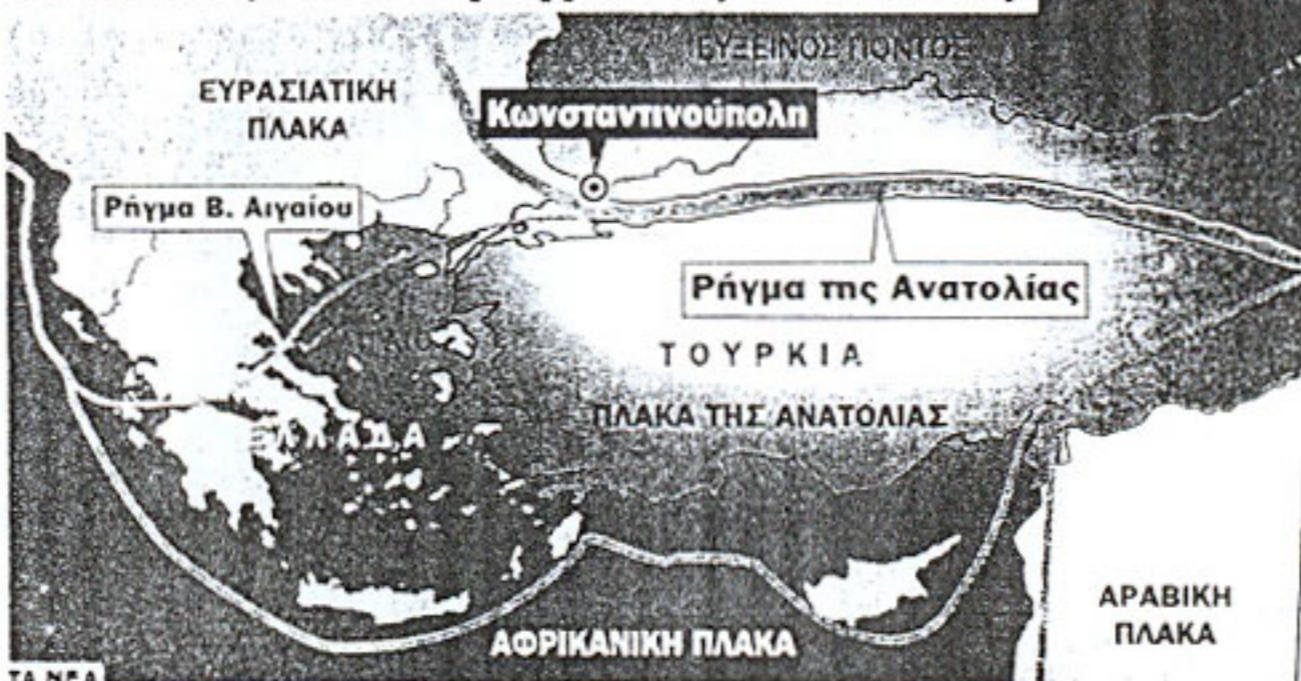 ΕΥΞΕΙΝΟΣ ΠΟΝΤΟΣ
ΕΥΡΑΣΙΑΤΙΚΗ
ΠΛΑΚΑ
Κωνσταντινούπολη
Ρήγμα Β. Αιγαίου
Ρήγμα της Ανατολίας
ΤΟΥΡΚΙΑ
ΠΛΑΚΑ ΤΗΣ ΑΝΑΤΟΛΙΑΣ
ΕΛΛΑΔΑ
ΑΡΑΒΙΚΗ
ΠΛΑΚΑ
ΑΦΡΙΚΑΝΙΚΗ ΠΛΑΚΑ
ΤΑ ΝΕΑ